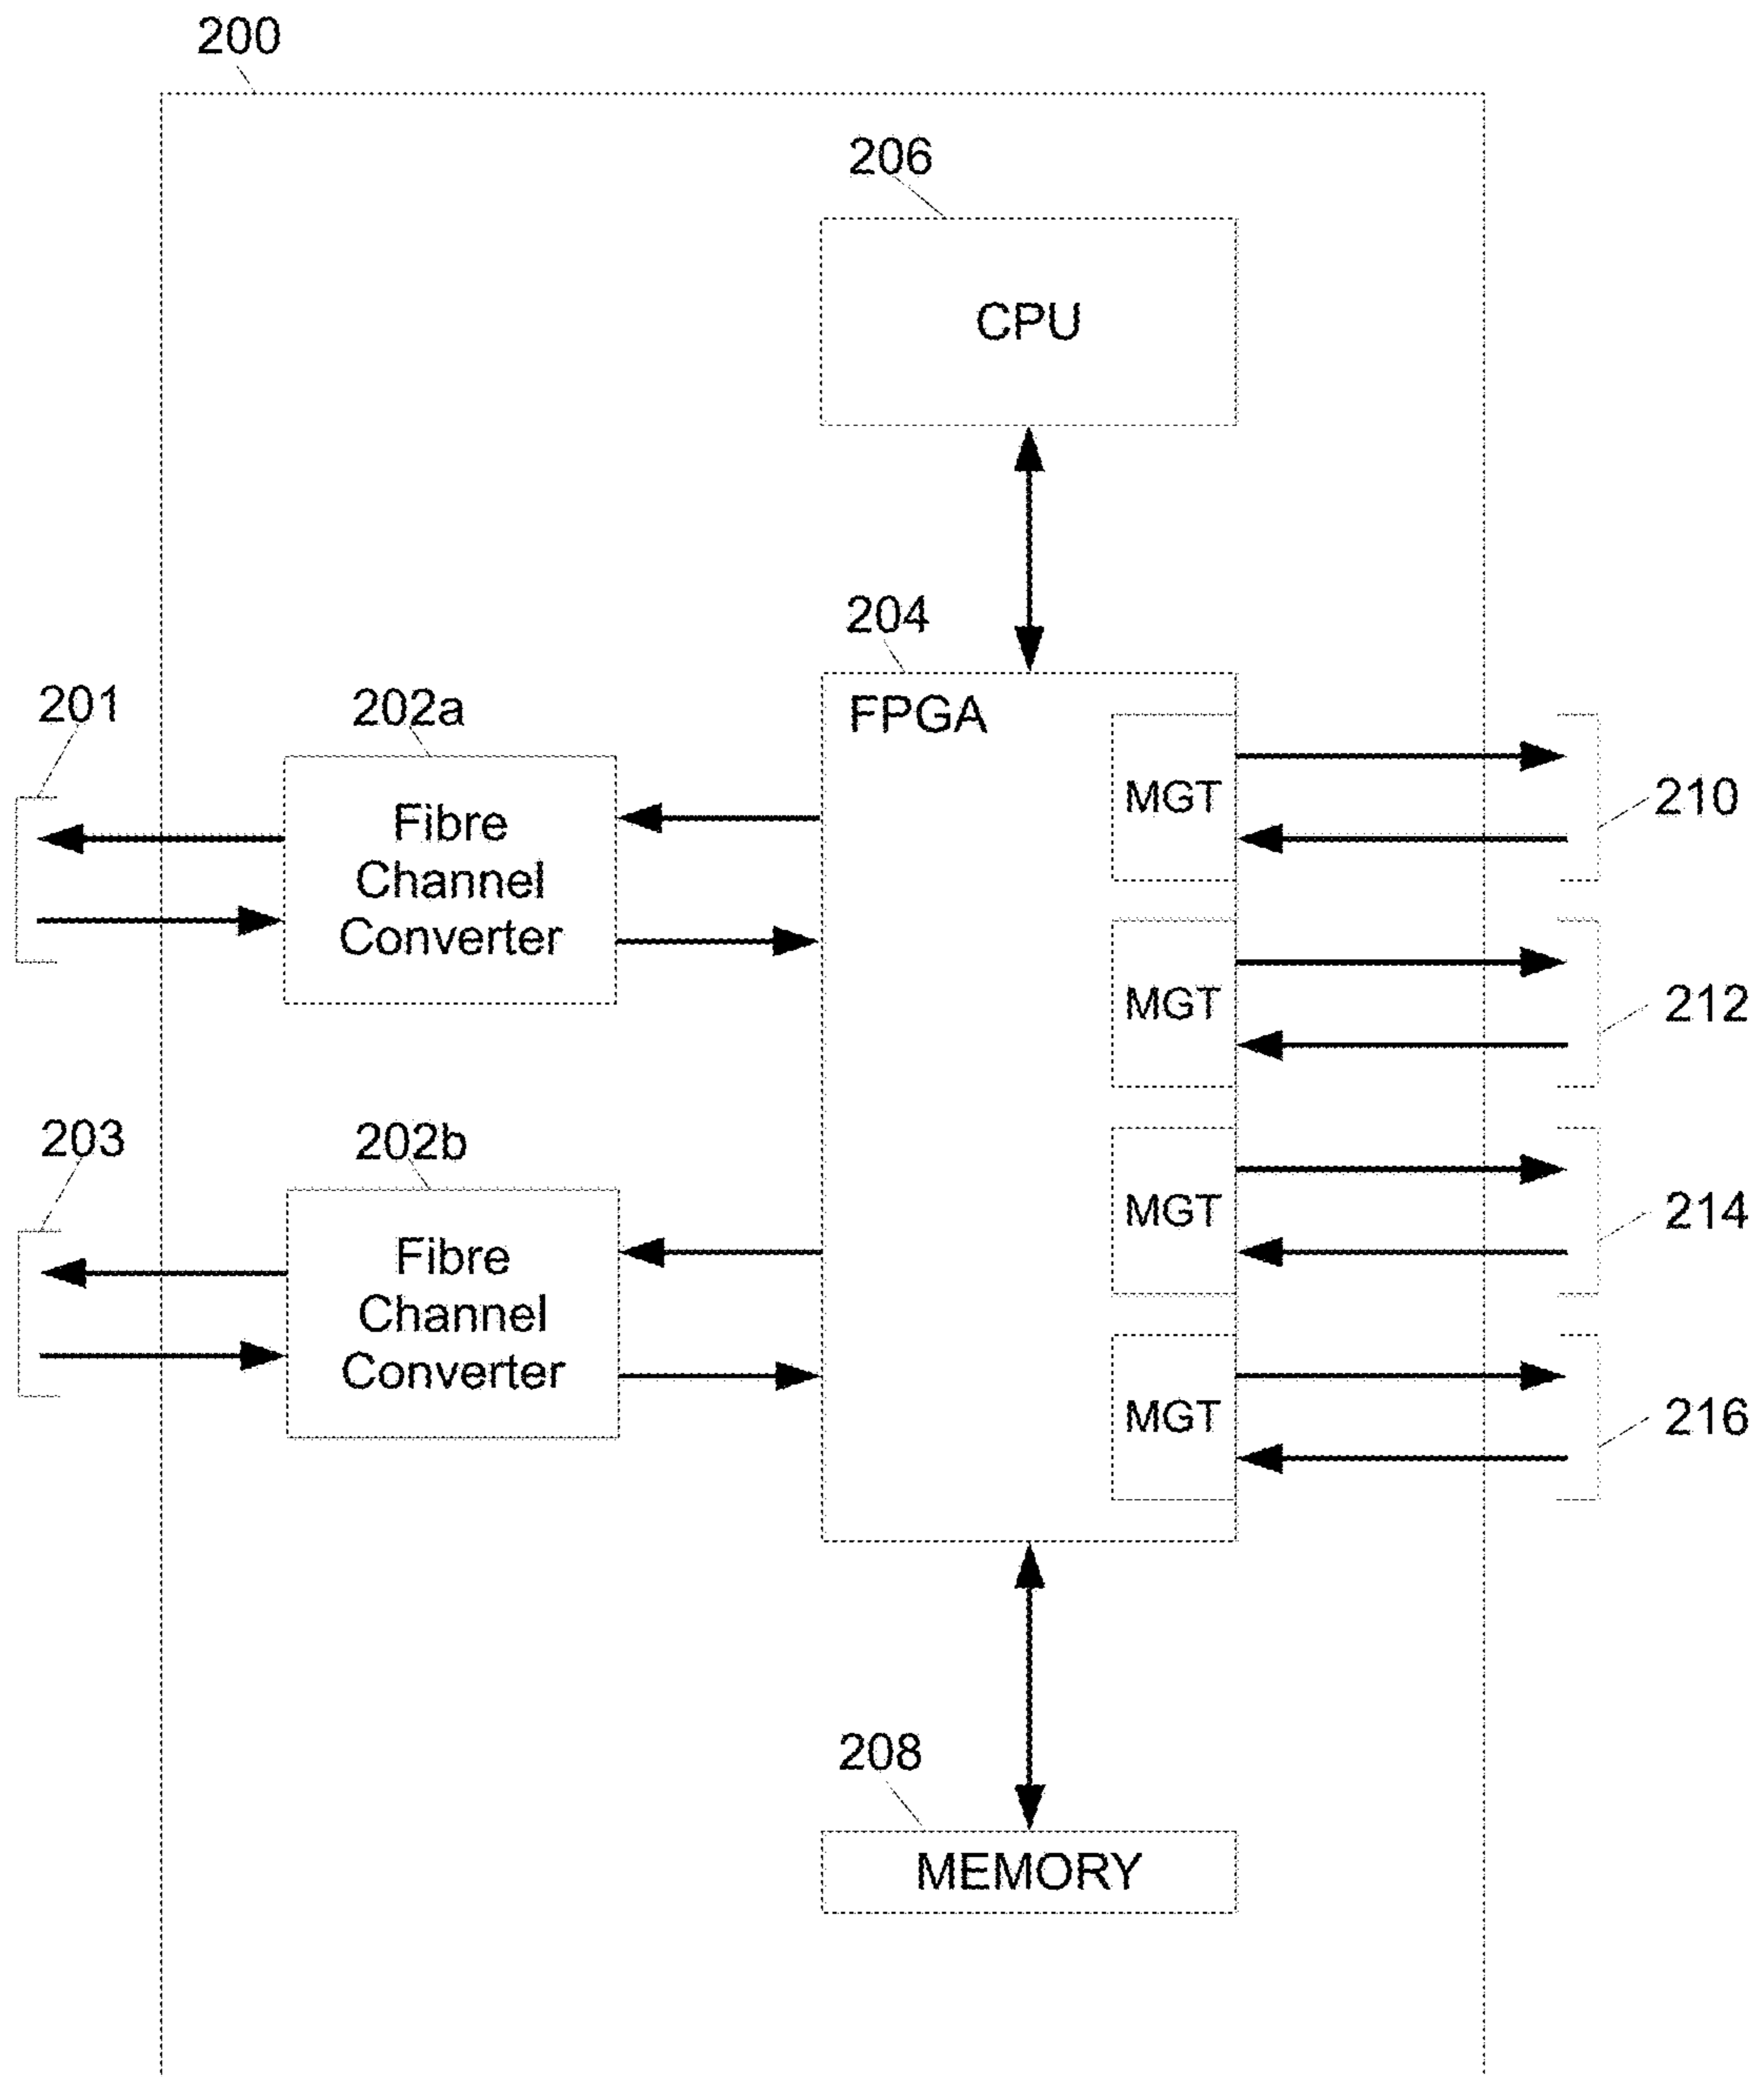 200
206
CPU
204
FPGA
201
202a
Fibre
Channel
Converter
MGT
210
MGT
212
203
202b
Fibre
Channel
Converter
MGT
214
MGT
216
208
MEMORY